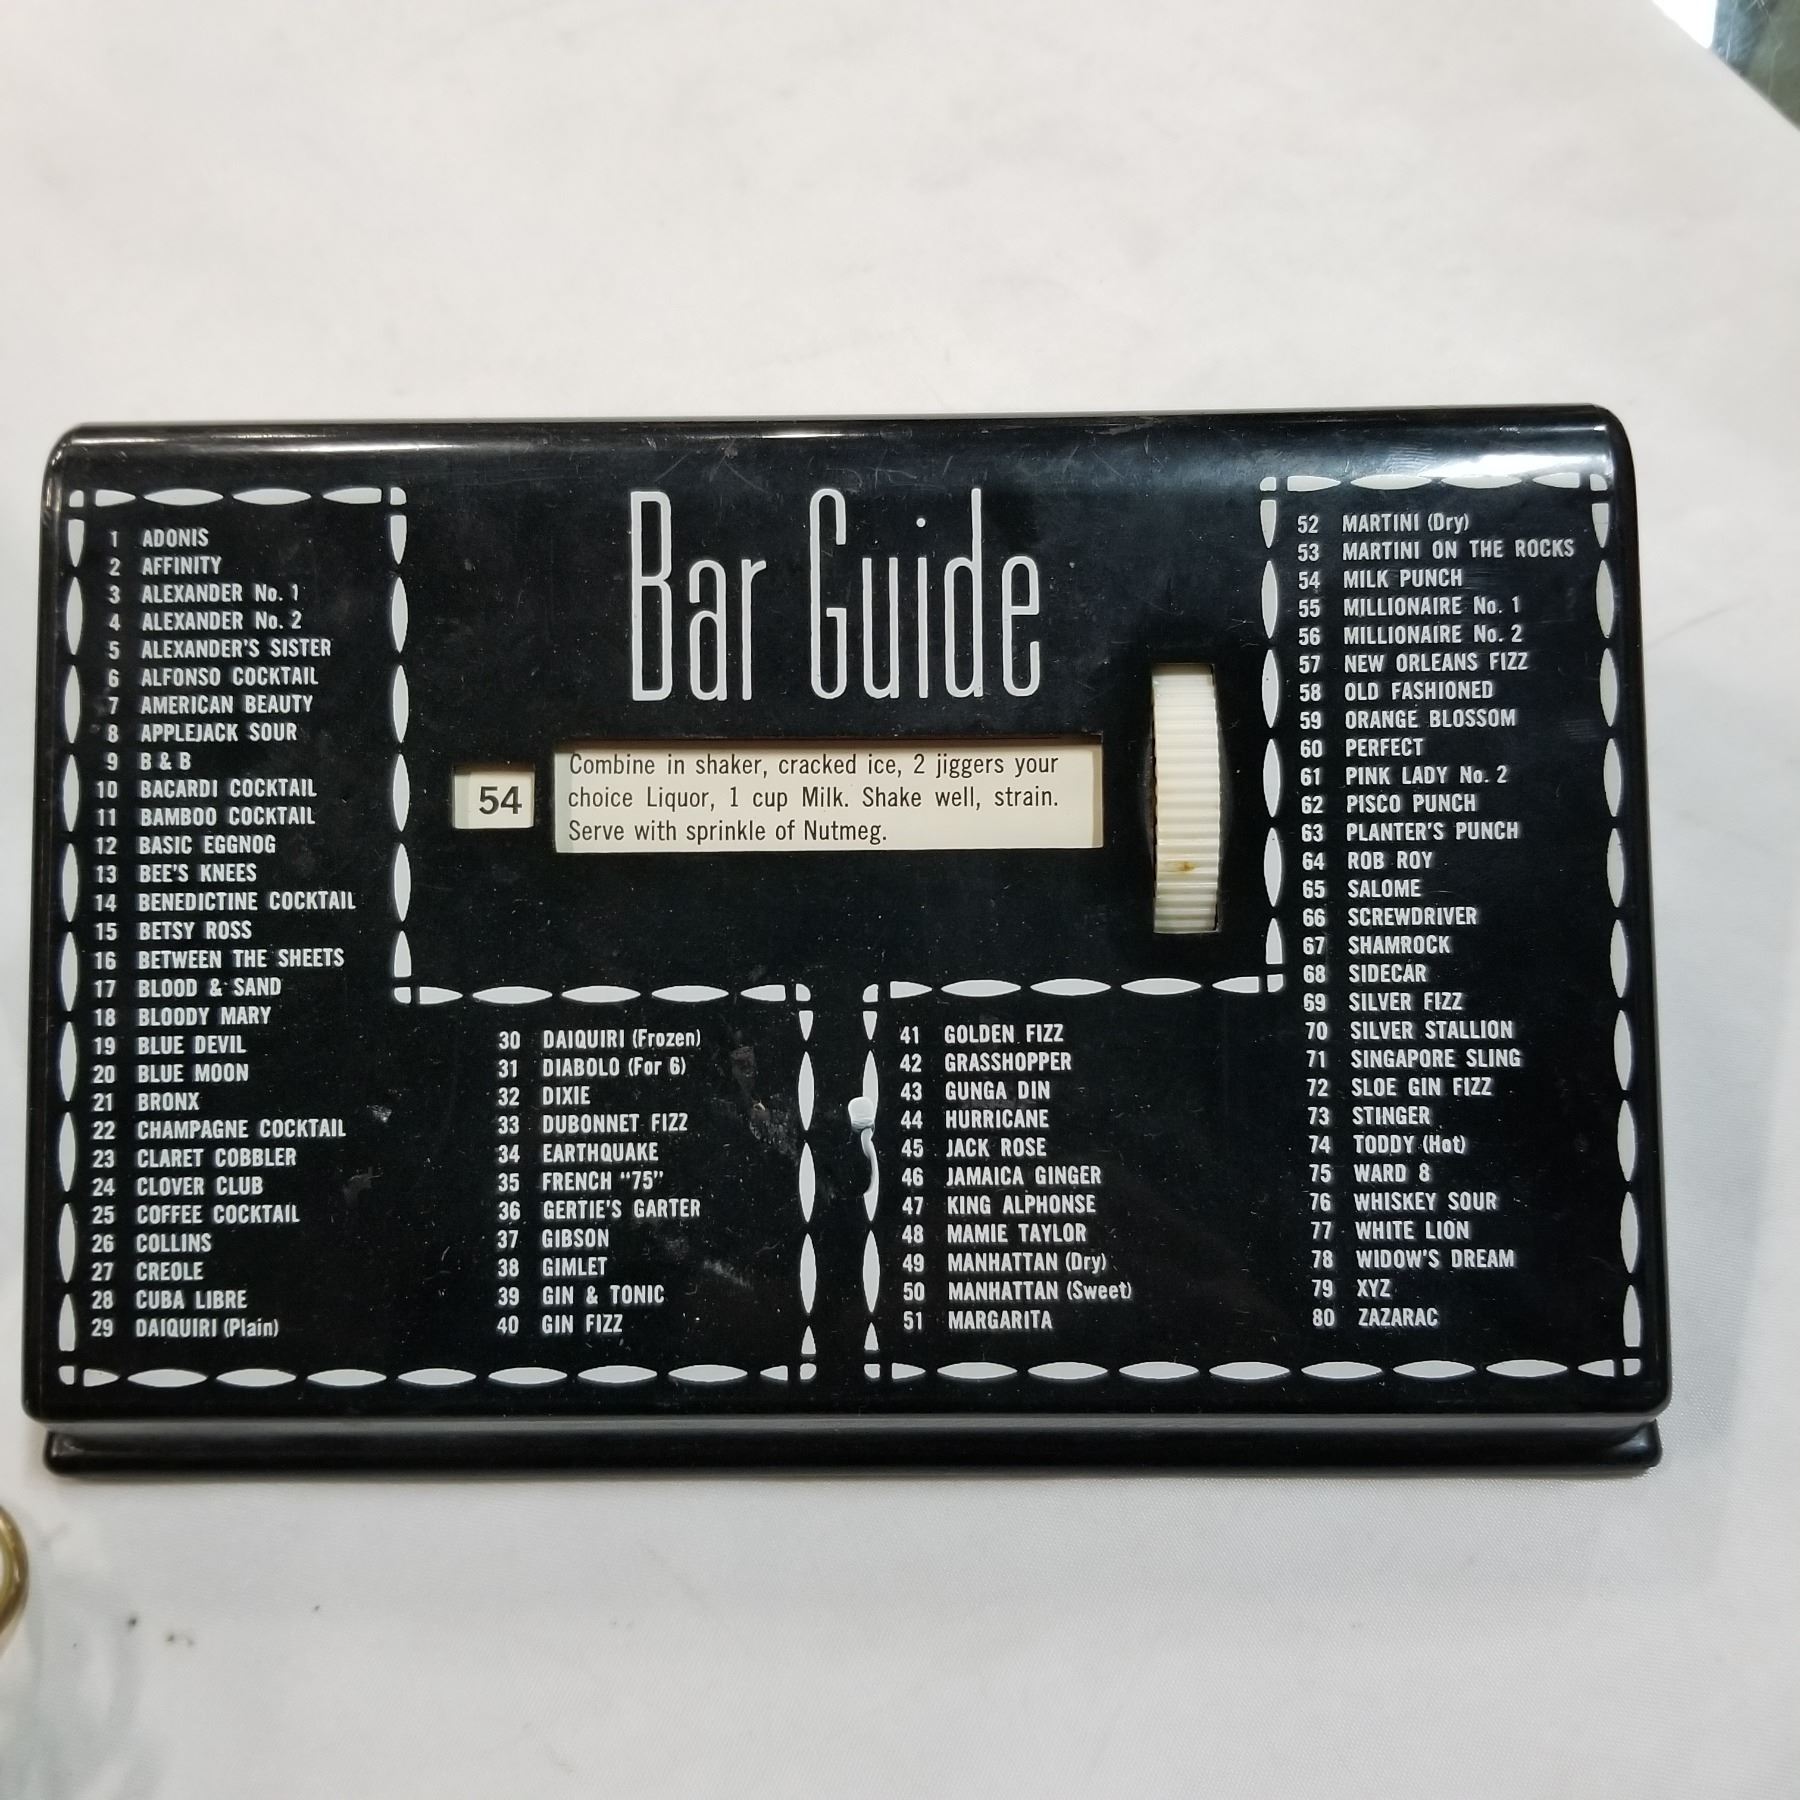 Bar Guide
54
Combine in shaker, cracked ice, 2 jiggers your
choice Liquor, 1 cup Milk. Shake well, strain.
Serve with sprinkle of Nutmeg.
1 ADONIS
2 AFFINITY
3 ALEXANDER No. 1
4 ALEXANDER No. 2
5 ALEXANDER'S SISTER
6 ALFONSO COCKTAIL
7 AMERICAN BEAUTY
8 APPLEJACK SOUR
9 B & B
10 BACARDI COCKTAIL
11 BAMBOO COCKTAIL
12 BASIC EGGNOG
13 BEE'S KNEES
14 BENEDICTINE COCKTAIL
15 BETSY ROSS
16 BETWEEN THE SHEETS
17 BLOOD & SAND
18 BLOODY MARY
19 BLUE DEVIL
20 BLUE MOON
21 BRONX
22 CHAMPAGNE COCKTAIL
23 CLARET COBBLER
24 CLOVER CLUB
25 COFFEE COCKTAIL
26 COLLINS
27 CREOLE
28 CUBA LIBRE
29 DAIQUIRI (Plain)
30 DAIQUIRI (Frozen)
31 DIABOLO (For 6)
32 DIXIE
33 DUBONNET FIZZ
34 EARTHQUAKE
35 FRENCH "75"
36 GERTIE'S GARTER
37 GIBSON
38 GIMLET
39 GIN & TONIC
40 GIN FIZZ
41 GOLDEN FIZZ
42 GRASSHOPPER
43 GUNGA DIN
44 HURRICANE
45 JACK ROSE
46 JAMAICA GINGER
47 KING ALPHONSE
48 MAMIE TAYLOR
49 MANHATTAN (Dry)
50 MANHATTAN (Sweet)
51 MARGARITA
52 MARTINI (Dry)
53 MARTINI ON THE ROCKS
54 MILK PUNCH
55 MILLIONAIRE No. 1
56 MILLIONAIRE No. 2
57 NEW ORLEANS FIZZ
58 OLD FASHIONED
59 ORANGE BLOSSOM
60 PERFECT
61 PINK LADY No. 2
62 PISCO PUNCH
63 PLANTER'S PUNCH
64 ROB ROY
65 SALOME
66 SCREWDRIVER
67 SHAMROCK
68 SIDECAR
69 SILVER FIZZ
70 SILVER STALLION
71 SINGAPORE SLING
72 SLOE GIN FIZZ
73 STINGER
74 TODDY (Hot)
75 WARD 8
76 WHISKEY SOUR
77 WHITE LION
78 WIDOW'S DREAM
79 XYZ
80 ZAZARAC